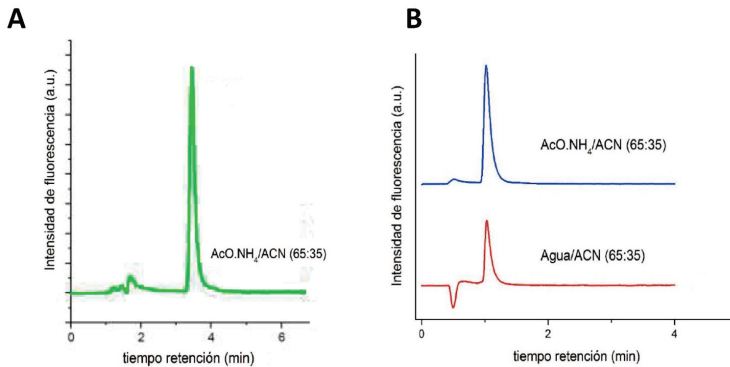 A
Intensidad de fluorescencia (a.u.)
AcO.NH₄/ACN (65:35)
0 2 4 6
tiempo retención (min)
B
Intensidad de fluorescencia (a.u.)
AcO.NH₄/ACN (65:35)
Agua/ACN (65:35)
0 2 4
tiempo retención (min)